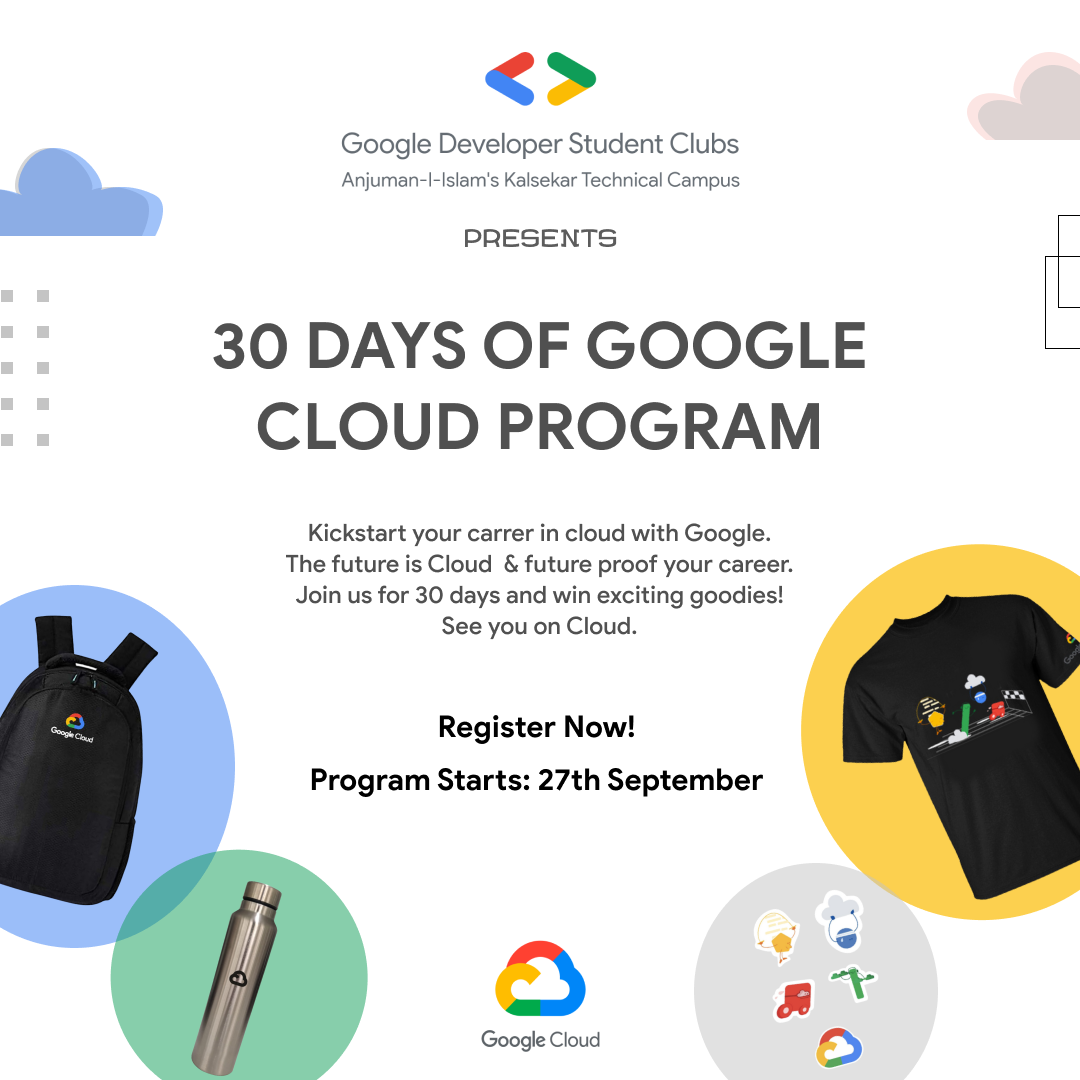 Google Developer Student Clubs
Anjuman-I-Islam's Kalsekar Technical Campus
PRESENTS
30 DAYS OF GOOGLE
CLOUD PROGRAM
Kickstart your carrer in cloud with Google.
The future is Cloud & future proof your career.
Join us for 30 days and win exciting goodies!
See you on Cloud.
Register Now!
Program Starts: 27th September
Google Cloud
Google Cloud